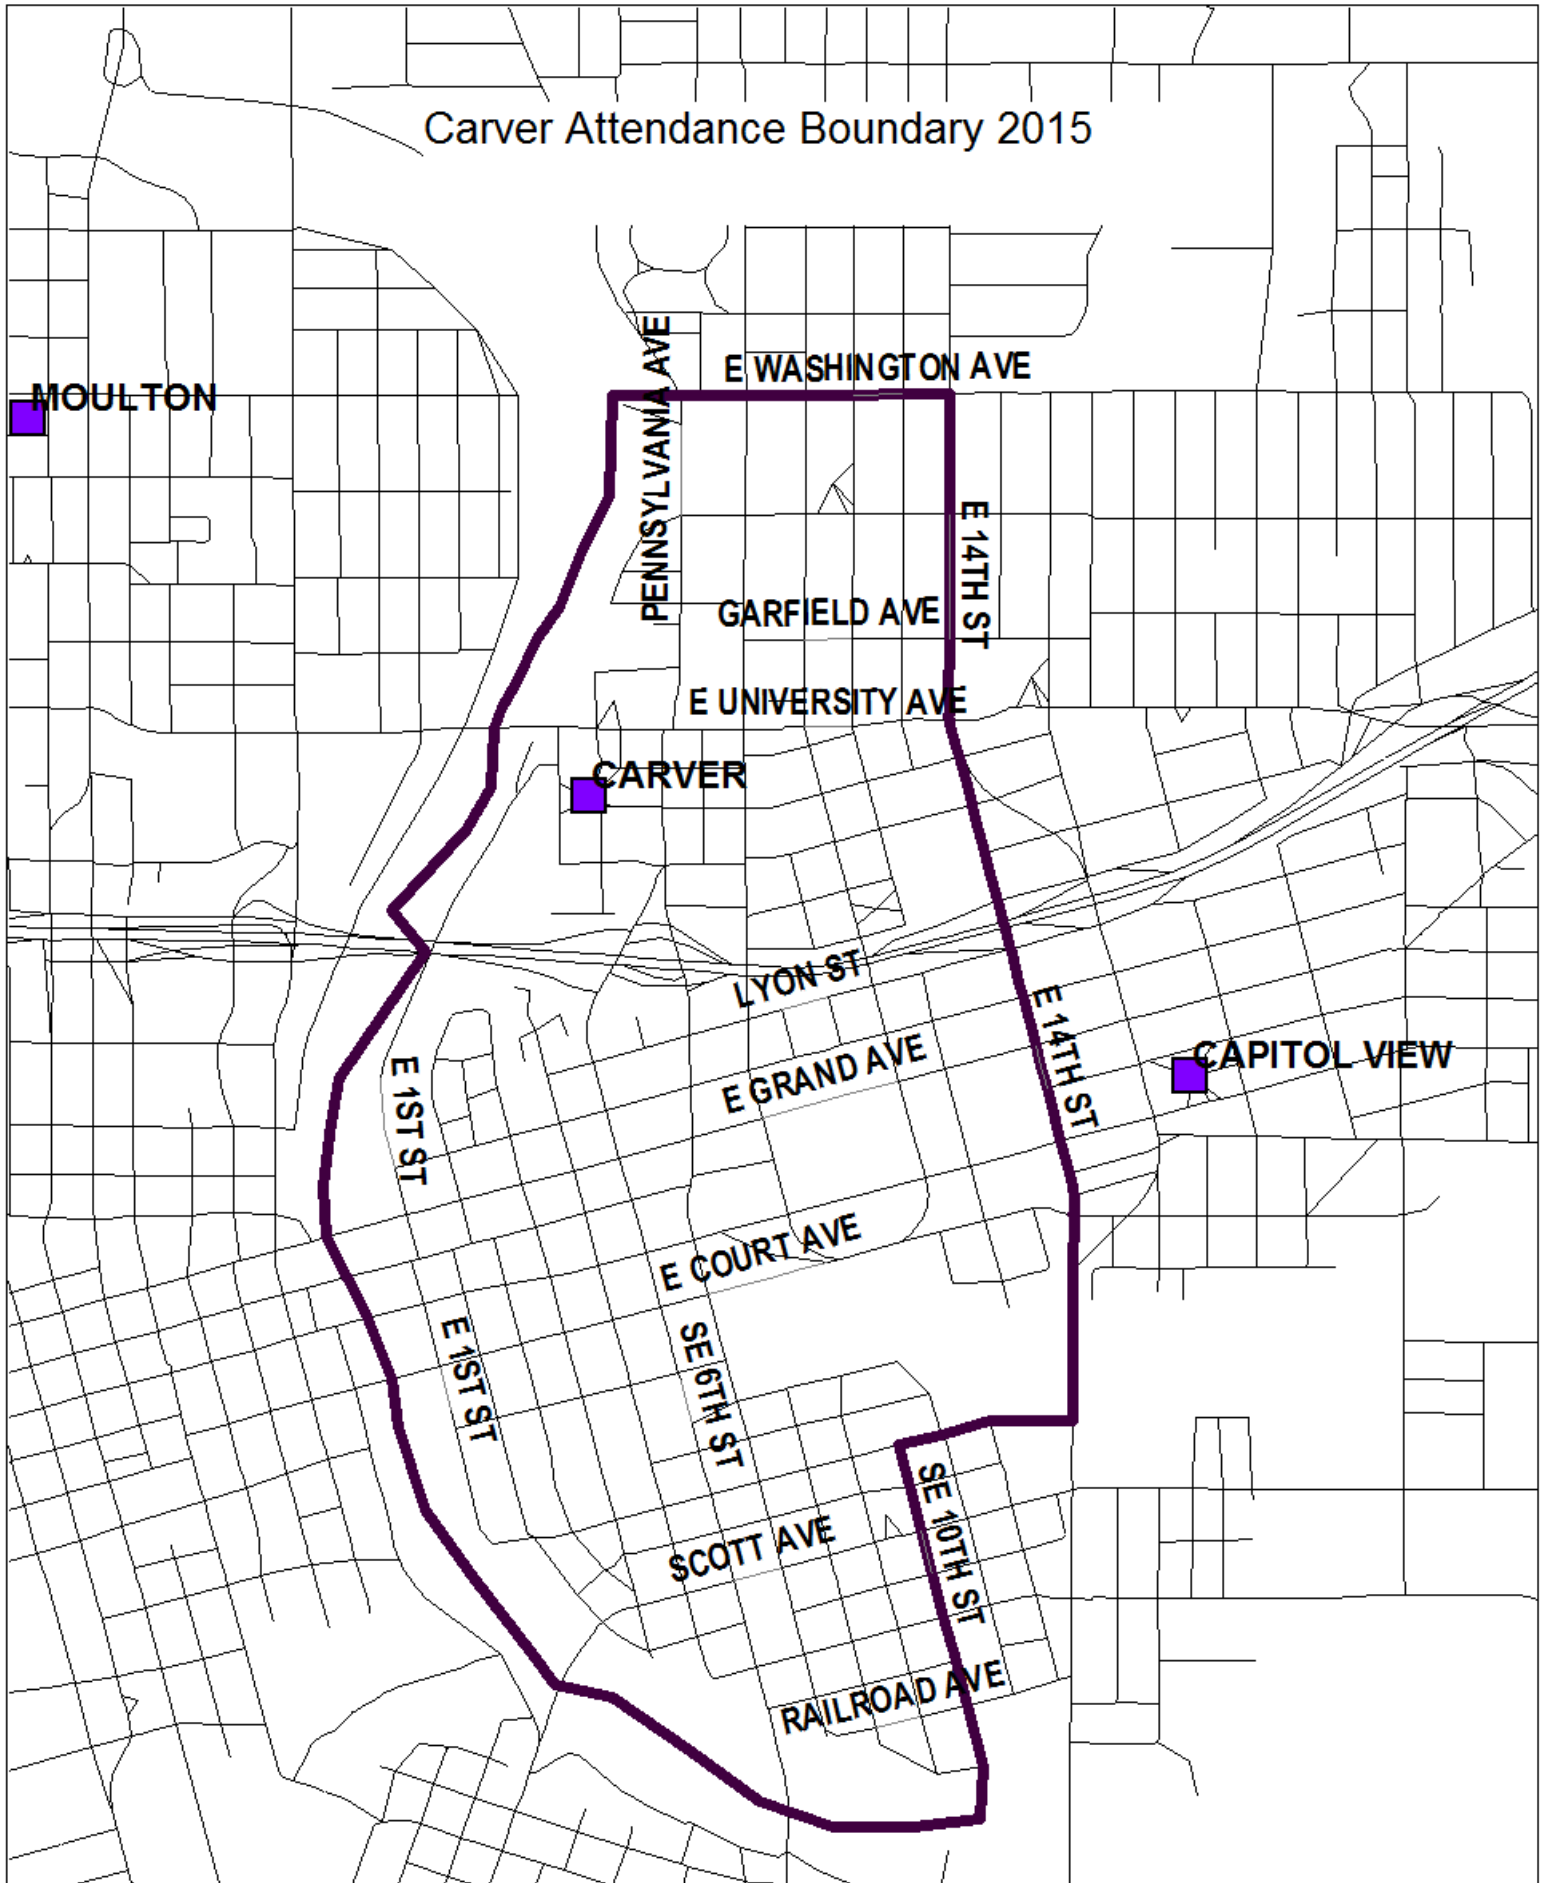 Carver Attendance Boundary 2015
PENNSYLVANIA AVE
E WASHINGTON AVE
MOULTON
E 14TH ST
GARFIELD AVE
E UNIVERSITY AVE
CARVER
LYON ST
E 14TH ST
E GRAND AVE
CAPITOL VIEW
E 1ST ST
E COURT AVE
E 1ST ST
SE 6TH ST
SE 10TH ST
SCOTT AVE
RAILROAD AVE